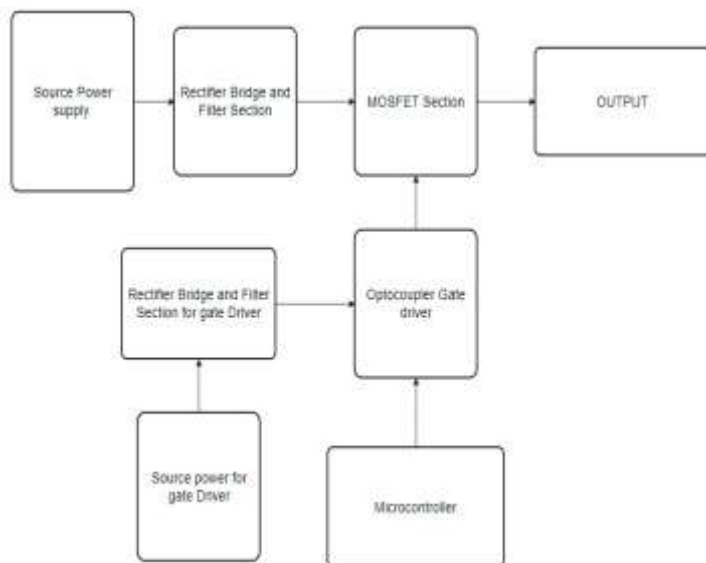 Source Power
supply
Rectifier Bridge and
Filter Section
MOSFET Section
OUTPUT
Rectifier Bridge and Filter
Section for gate Driver
Optocoupler Gate
driver
Source power for
gate Driver
Microcontroller